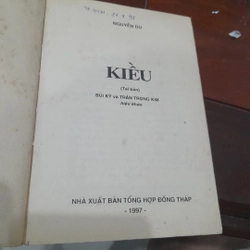 NGUYỄN DU
KIỀU
(Tái bản)
BÙI KỶ và TRẦN TRỌNG KIM
hiệu khảo
NHÀ XUẤT BẢN TỔNG HỢP ĐỒNG THÁP
- 1997 -